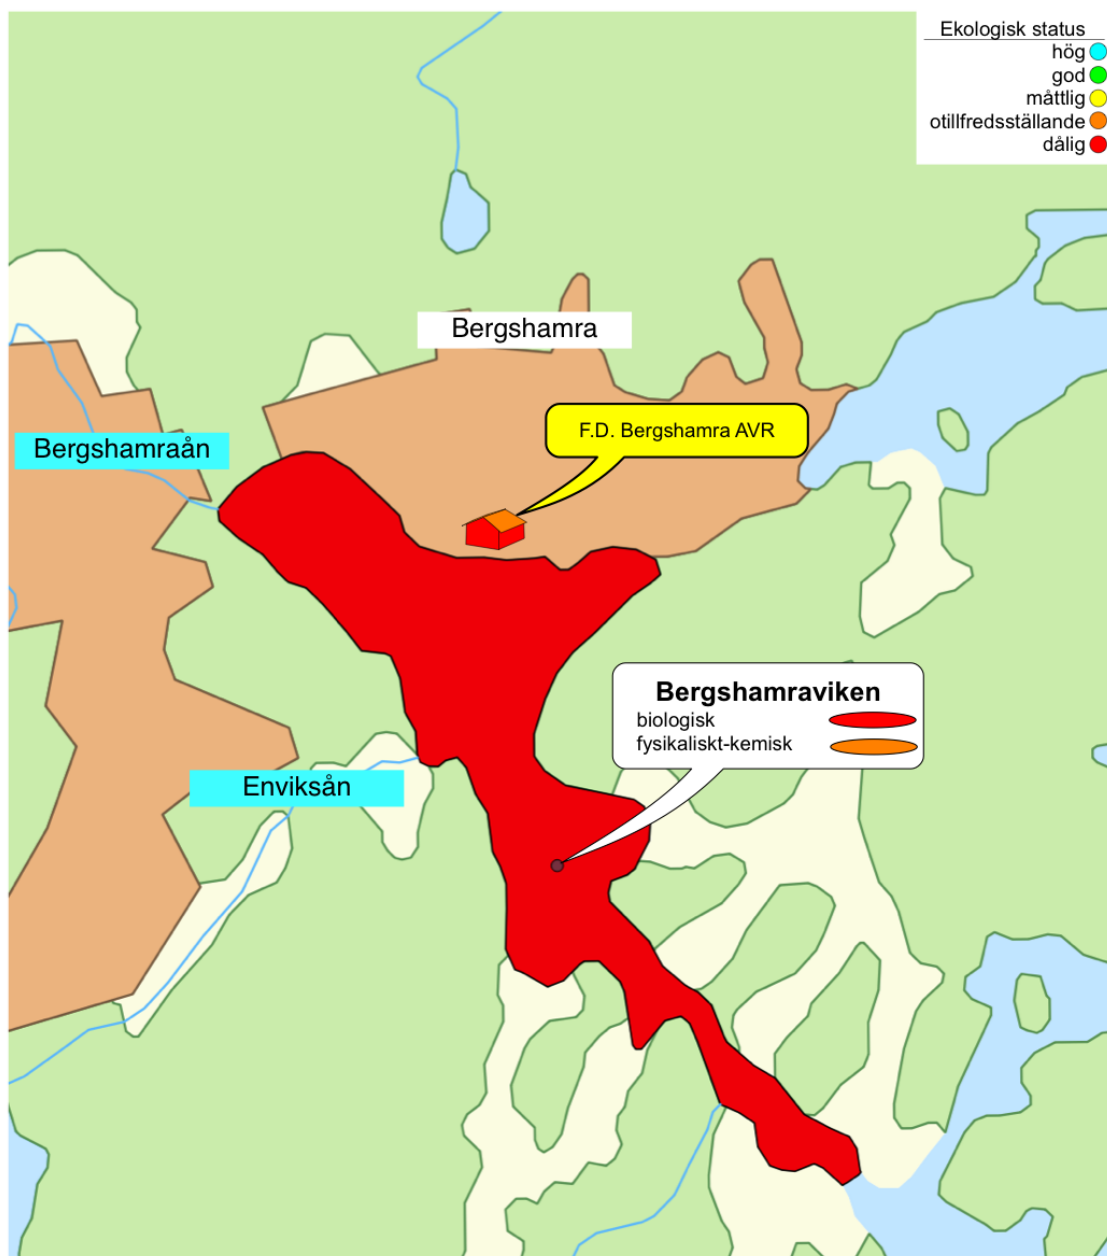 Ekologisk status
hög
god
måttlig
otillfredsställande
dålig
Bergshamra
F.D. Bergshamra AVR
Bergshamraån
Bergshamraviken
biologisk
fysikaliskt-kemisk
Enviksån